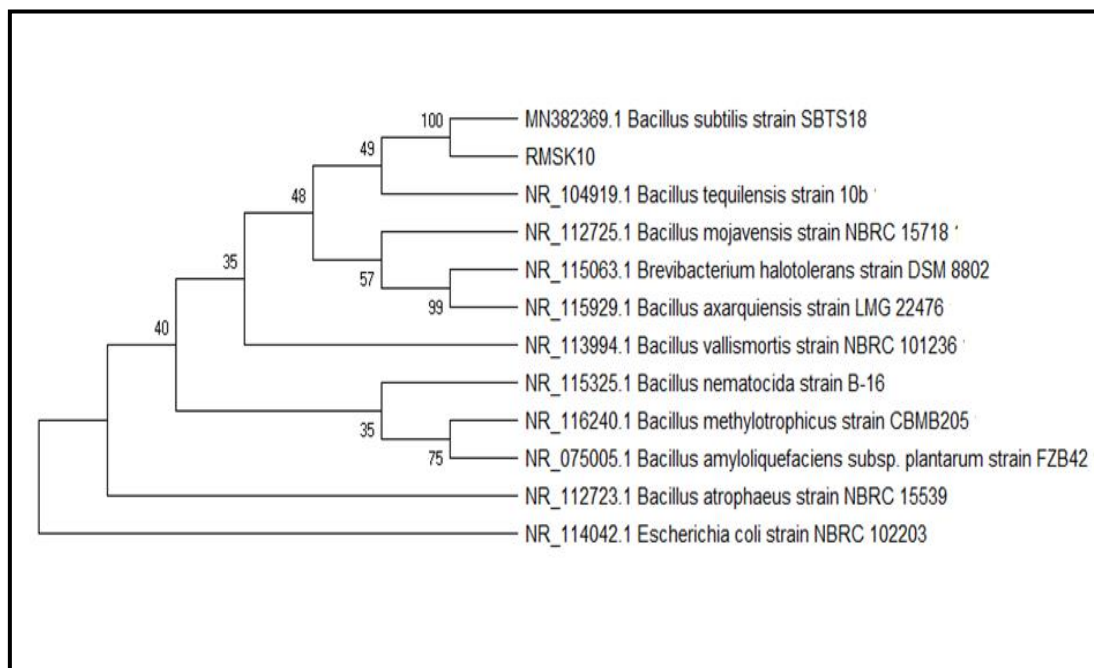 100
MN382369.1 Bacillus subtilis strain SBTS18
49
RMSK10
48
NR_104919.1 Bacillus tequilensis strain 10b
NR_112725.1 Bacillus mojavensis strain NBRC 15718
35
57
NR_115063.1 Brevibacterium halotolerans strain DSM 8802
99
NR_115929.1 Bacillus axarquiensis strain LMG 22476
40
NR_113994.1 Bacillus vallismortis strain NBRC 101236
NR_115325.1 Bacillus nematocida strain B-16
35
NR_116240.1 Bacillus methylotrophicus strain CBMB205
75
NR_075005.1 Bacillus amyloliquefaciens subsp. plantarum strain FZB42
NR_112723.1 Bacillus atrophaeus strain NBRC 15539
NR_114042.1 Escherichia coli strain NBRC 102203